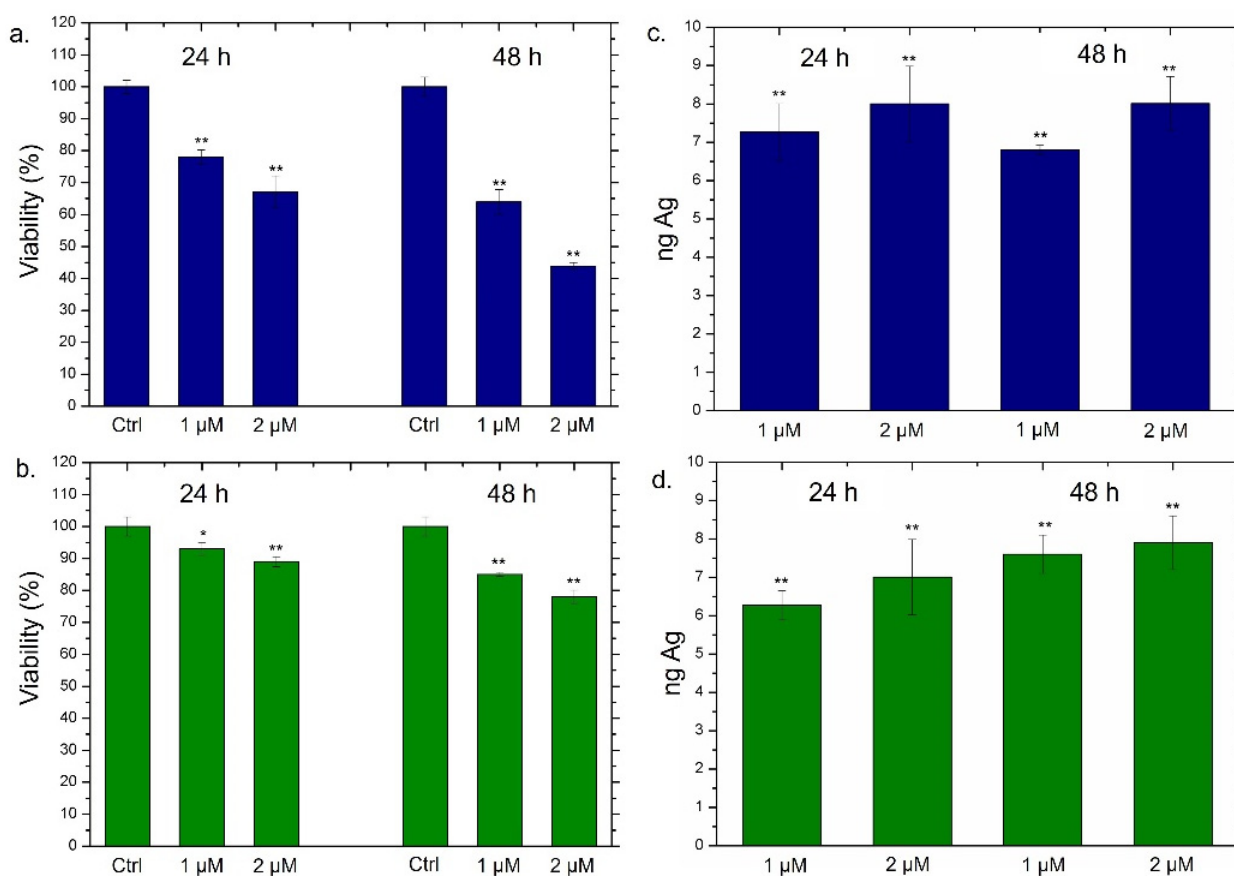 a.
24 h
48 h
Viability (%)
120
110
100
90
80
70
60
50
40
30
20
10
0
**
**
**
**
Ctrl
1 µM
2 µM
Ctrl
1 µM
2 µM
c.
24 h
48 h
ng Ag
10
9
8
7
6
5
4
3
2
1
0
**
**
**
**
1 µM
2 µM
1 µM
2 µM
b.
24 h
48 h
Viability (%)
120
110
100
90
80
70
60
50
40
30
20
10
0
*
**
**
**
Ctrl
1 µM
2 µM
Ctrl
1 µM
2 µM
d.
24 h
48 h
ng Ag
10
9
8
7
6
5
4
3
2
1
0
**
**
**
**
1 µM
2 µM
1 µM
2 µM